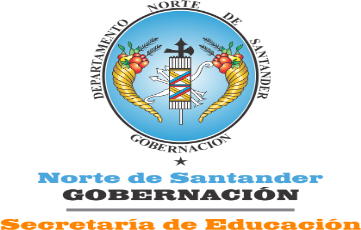 DEPARTAMENTO NORTE DE SANTANDER
GOBERNACION
Norte de Santander
GOBERNACIÓN
Secretaría de Educación